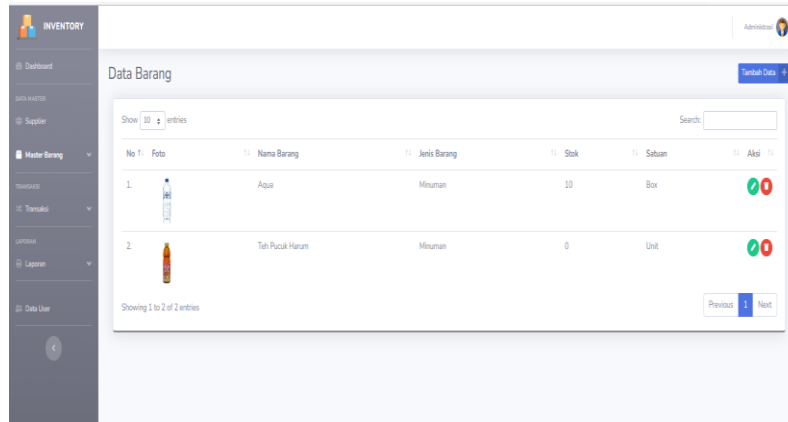 INVENTORY
Administrasi
Dashboard
Data Barang
Tambah Data +
DATA MASTER
Supplier
Show 10 entries
Search:
Master Barang
No Foto Nama Barang Jenis Barang Stok Satuan Aksi
TRANSAKSI
Transaksi
1. Aqua Minuman 10 Box
LAPORAN
Laporan
2. Teh Pucuk Harum Minuman 0 Unit
Data User
Showing 1 to 2 of 2 entries
Previous 1 Next